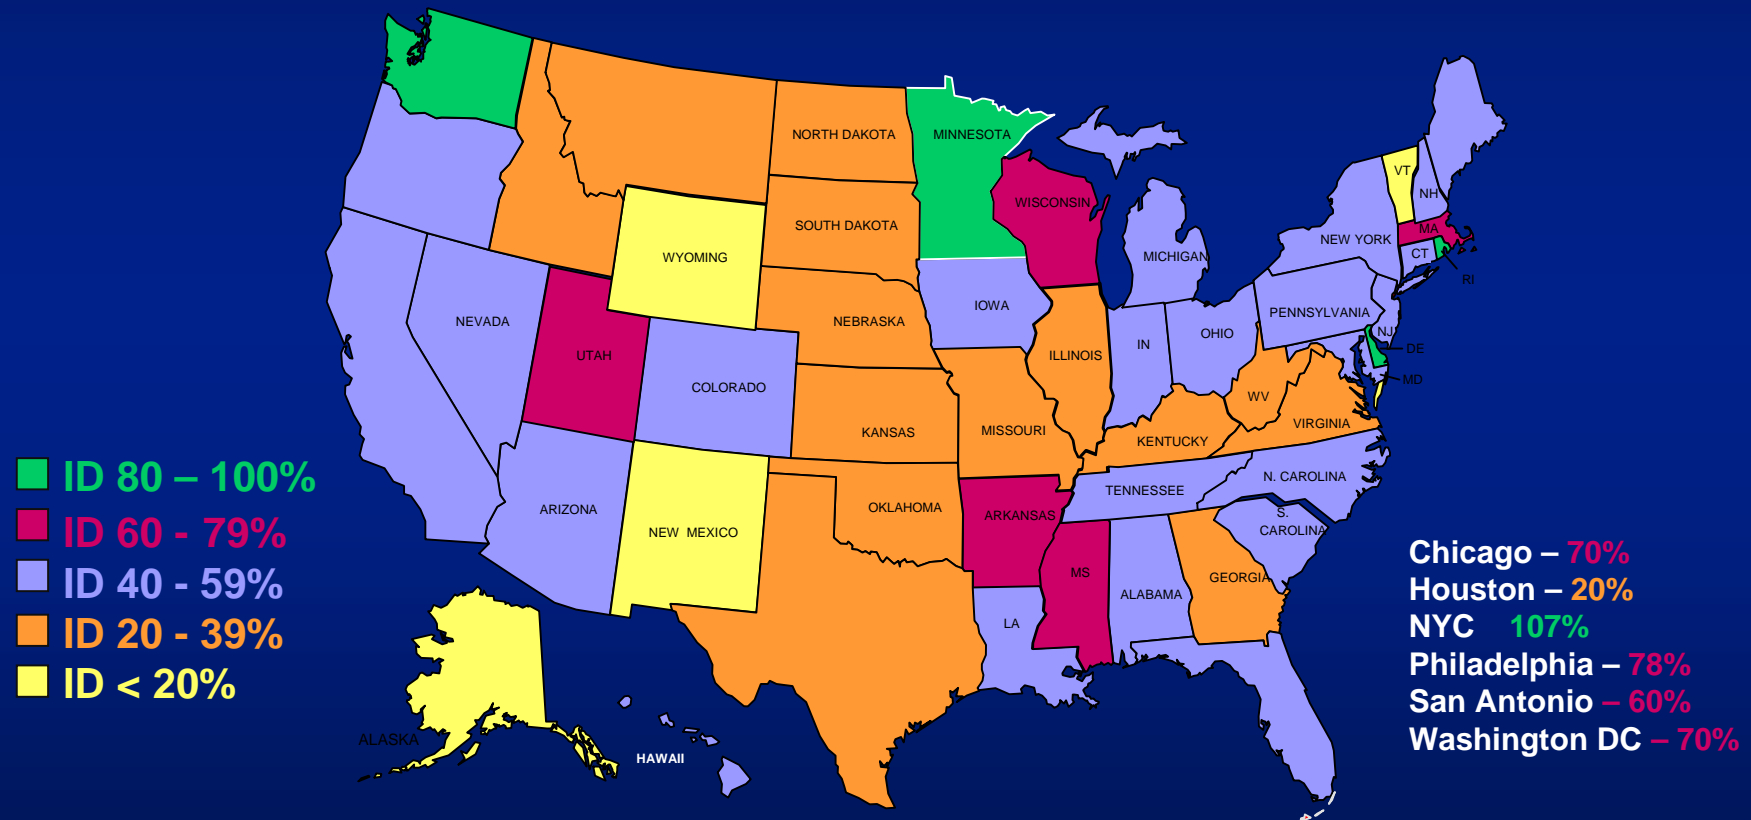 NORTH DAKOTA
MINNESOTA
VT
NH
WISCONSIN
SOUTH DAKOTA
MA
NEW YORK
CT
MICHIGAN
WYOMING
RI
IOWA
PENNSYLVANIA
NEVADA
NEBRASKA
OHIO
NJ
IN
DE
UTAH
ILLINOIS
MD
COLORADO
WV
VIRGINIA
KANSAS
MISSOURI
KENTUCKY
N. CAROLINA
TENNESSEE
ARIZONA
OKLAHOMA
ARKANSAS
S.
CAROLINA
NEW MEXICO
MS
GEORGIA
ALABAMA
LA
ALASKA
HAWAII
ID 80 – 100%
ID 60 - 79%
ID 40 - 59%
ID 20 - 39%
ID < 20%
Chicago – 70%
Houston – 20%
NYC 107%
Philadelphia – 78%
San Antonio – 60%
Washington DC – 70%